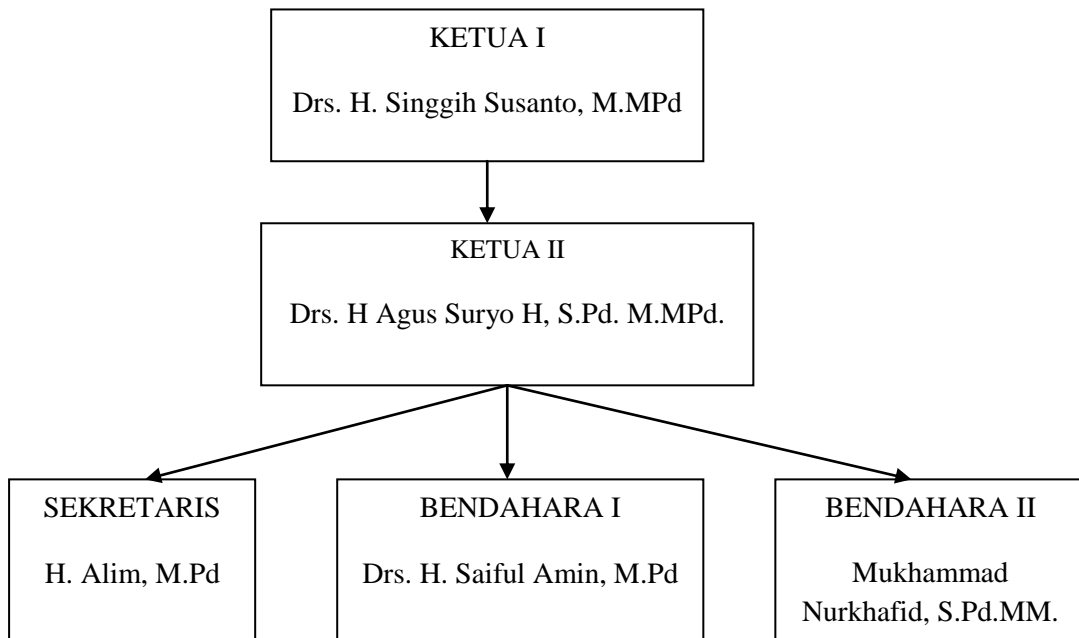 KETUA I
Drs. H. Singgih Susanto, M.MPd
KETUA II
Drs. H Agus Suryo H, S.Pd. M.MPd.
SEKRETARIS
H. Alim, M.Pd
BENDAHARA I
Drs. H. Saiful Amin, M.Pd
BENDAHARA II
Mukhammad
Nurkhafid, S.Pd.MM.